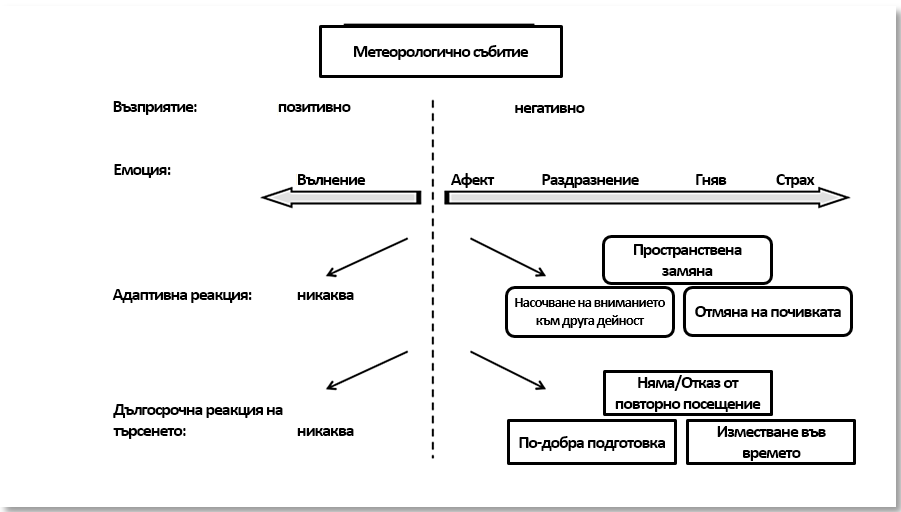 Метеорологично събитие
Възприятие: позитивно негативно
Емоция:
Вълнение Афект Раздразнение Гняв Страх
Пространствена
замяна
Адаптивна реакция: никаква
Насочване на вниманието
към друга дейност
Отмяна на почивката
Няма/Отказ от
повторно посещение
Дългосрочна реакция на
търсенето: никаква
По-добра подготовка
Изместване във
времето